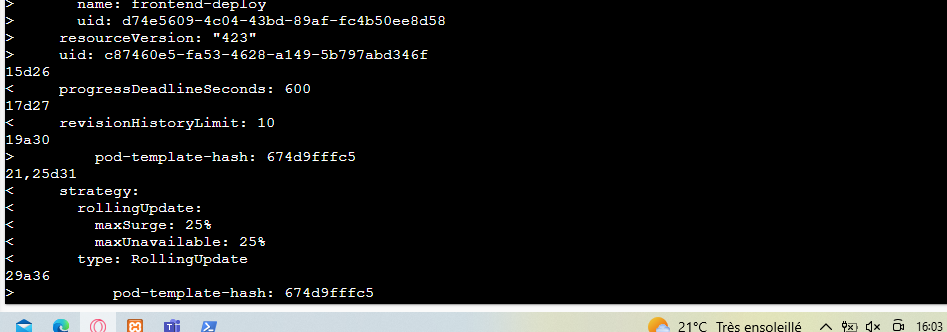 >       name: frontend-deploy
>       uid: d74e5609-4c04-43bd-89af-fc4b50ee8d58
>     resourceVersion: "423"
>     uid: c87460e5-fa53-4628-a149-5b797abd346f
15d26
<     progressDeadlineSeconds: 600
17d27
<     revisionHistoryLimit: 10
19a30
>         pod-template-hash: 674d9fffc5
21,25d31
<     strategy:
<       rollingUpdate:
<         maxSurge: 25%
<         maxUnavailable: 25%
<       type: RollingUpdate
29a36
>           pod-template-hash: 674d9fffc5
21°C Très ensoleillé 16:03